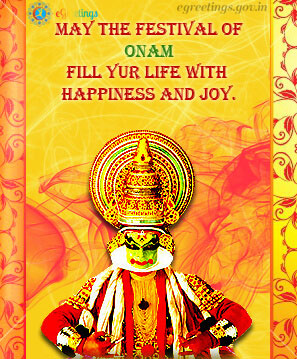 eGreetings
egreetings.gov.in
MAY THE FESTIVAL OF
ONAM
FILL YUR LIFE WITH
HAPPINESS AND JOY.